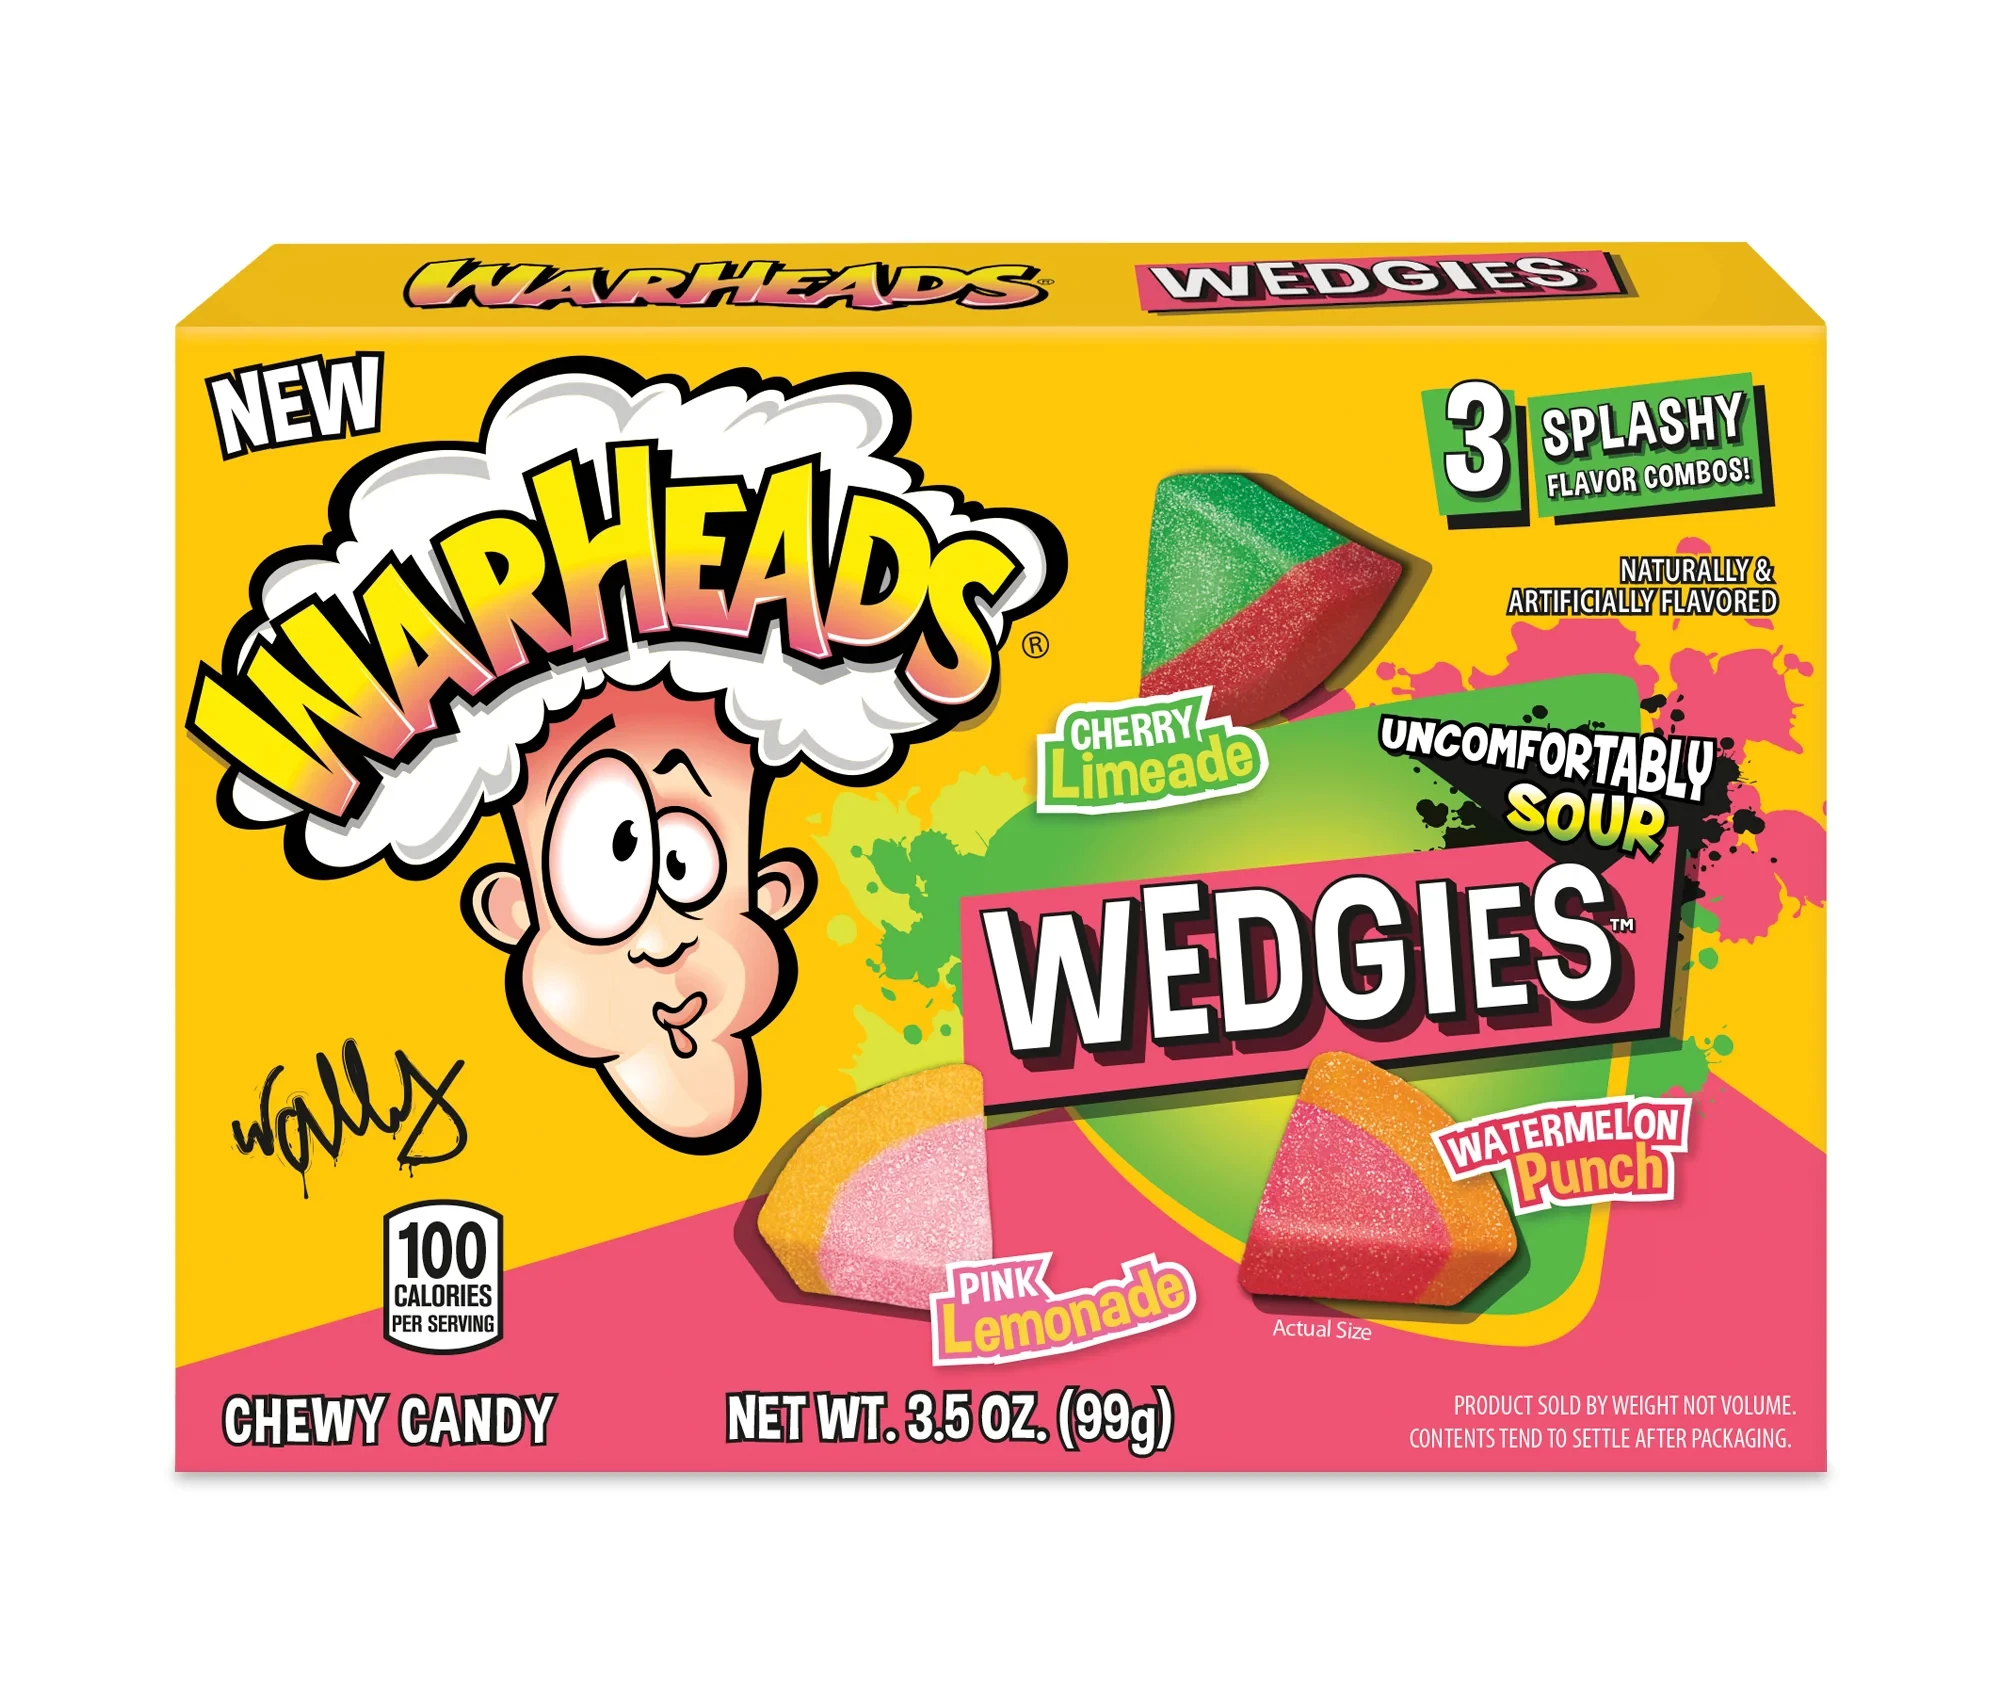 WARHEADS® WEDGIES™
NEW
WARHEADS®
3 SPLASHY
FLAVOR COMBOS!
NATURALLY &
ARTIFICIALLY FLAVORED
CHERRY
Limeade
UNCOMFORTABLY
SOUR
WEDGIES™
Wally
WATERMELON
Punch
PINK
Lemonade
Actual Size
100
CALORIES
PER SERVING
CHEWY CANDY
NET WT. 3.5 OZ. (99g)
PRODUCT SOLD BY WEIGHT NOT VOLUME.
CONTENTS TEND TO SETTLE AFTER PACKAGING.